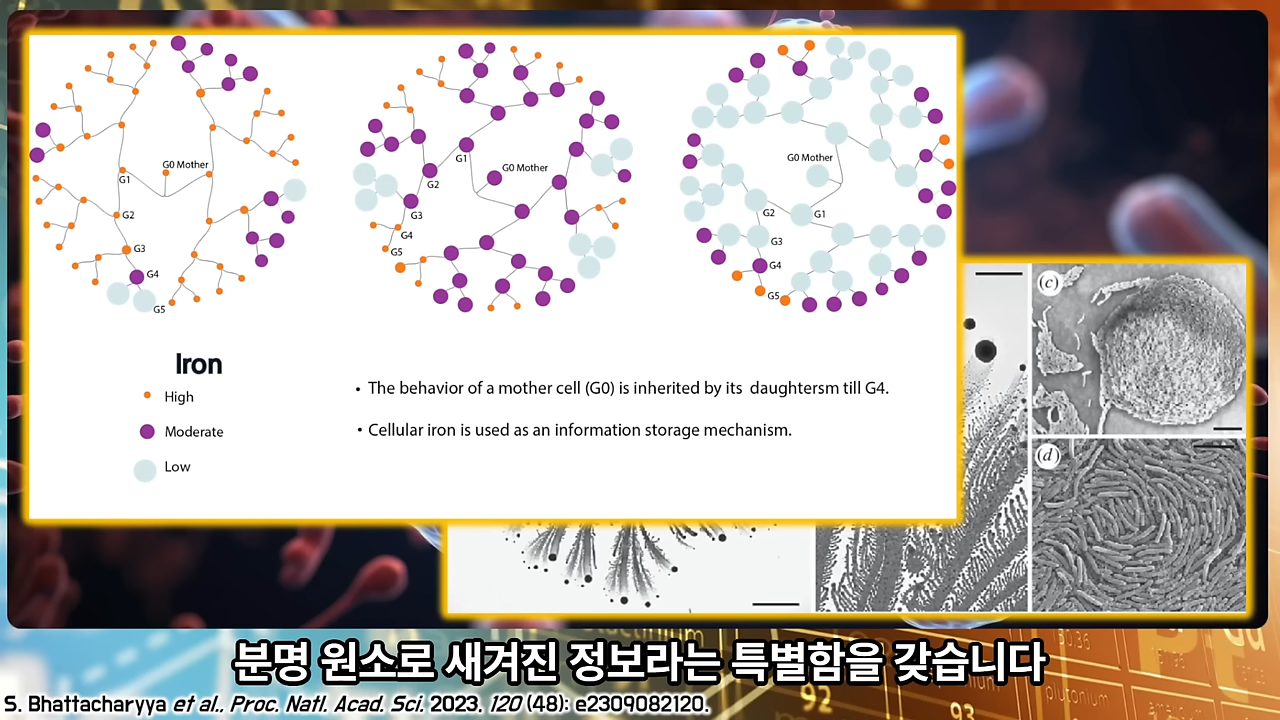 G0 Mother
G1
G2
G3
G4
G5
G0 Mother
G1
G2
G3
G4
G5
G0 Mother
G1
G2
G3
G4
G5
Iron
High
Moderate
Low
• The behavior of a mother cell (G0) is inherited by its daughtersm till G4.
• Cellular iron is used as an information storage mechanism.
(c)
(d)
분명 원소로 새겨진 정보라는 특별함을 갖습니다
S. Bhattacharyya et al., Proc. Natl. Acad. Sci. 2023, 120 (48): e2309082120.
92
93
plutonium